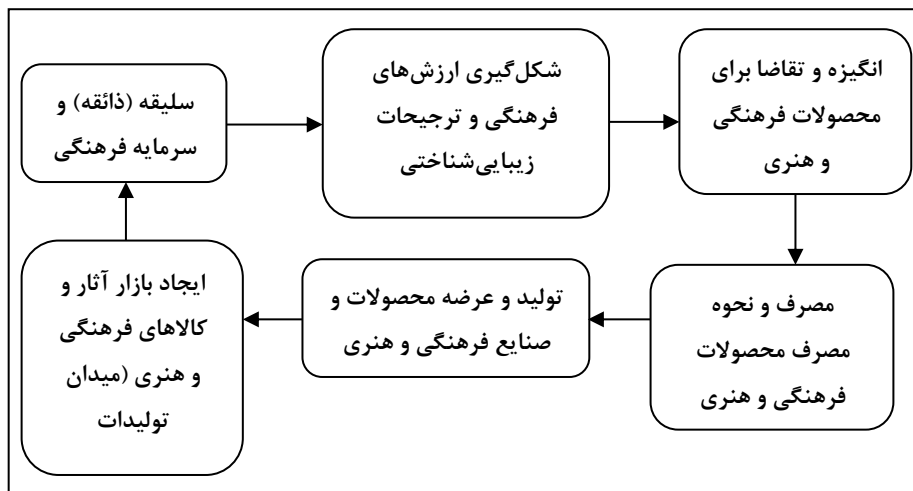 سلیقه (ذائقه) و
سرمایه فرهنگی
شکل‌گیری ارزش‌های
فرهنگی و ترجیحات
زیبایی‌شناختی
انگیزه و تقاضا برای
محصولات فرهنگی
و هنری
مصرف و نحوه
مصرف محصولات
فرهنگی و هنری
تولید و عرضه محصولات و
صنایع فرهنگی و هنری
ایجاد بازار آثار و
کالاهای فرهنگی
و هنری (میدان
تولیدات